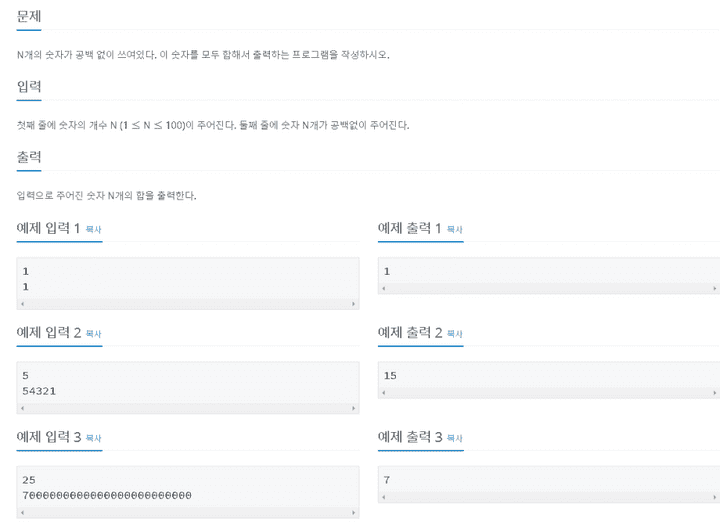 문제
N개의 숫자가 공백 없이 쓰여있다. 이 숫자를 모두 합해서 출력하는 프로그램을 작성하시오.
입력
첫째 줄에 숫자의 개수 N (1 ≤ N ≤ 100)이 주어진다. 둘째 줄에 숫자 N개가 공백없이 주어진다.
출력
입력으로 주어진 숫자 N개의 합을 출력한다.
예제 입력 1 복사
1
1
예제 출력 1 복사
1
예제 입력 2 복사
5
54321
예제 출력 2 복사
15
예제 입력 3 복사
25
7000000000000000000000000
예제 출력 3 복사
7